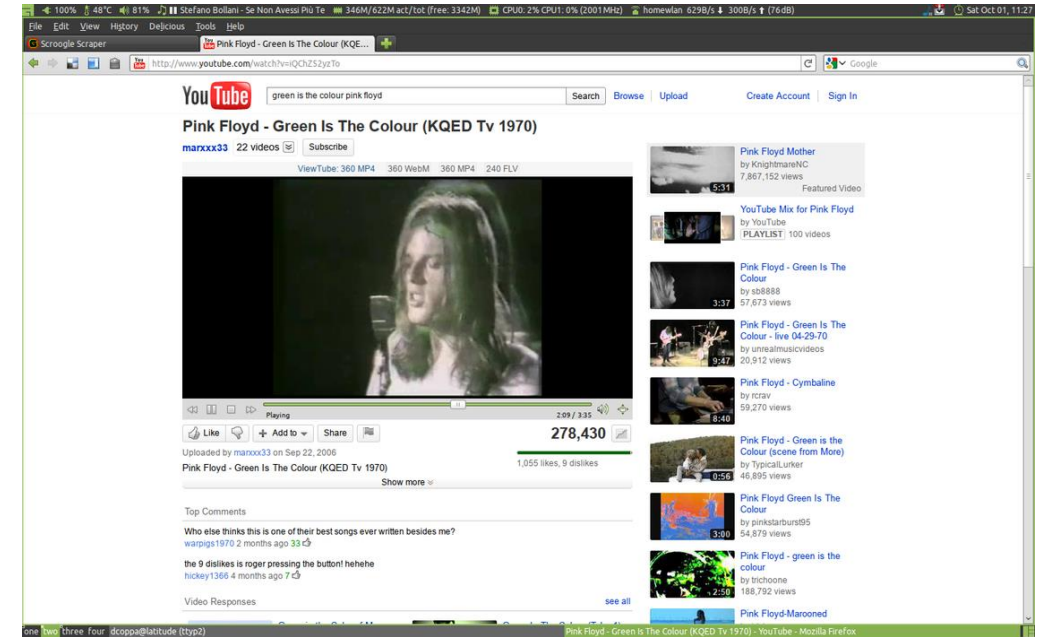 100% 48°C 81% Stefano Bollani - Se Non Avessi Più Te 346M/622M act/tot (free: 3342M) CPU0: 2% CPU1: 0% (2001MHz) homewlan 629B/s 300B/s (76dB) Sat Oct 01, 11:27
File Edit View History Delicious Tools Help
Scroogle Scraper Pink Floyd - Green Is The Colour (KQE...
http://www.youtube.com/watch?v=iQChZ52yzTo Google
YouTube green is the colour pink floyd Search Browse Upload Create Account Sign In
Pink Floyd - Green Is The Colour (KQED Tv 1970)
marxxx33 22 videos Subscribe
ViewTube: 360 MP4 360 WebM 360 MP4 240 FLV
Playing 2:09 / 3:35
Like Add to Share 278,430
Uploaded by marxxx33 on Sep 22, 2006
1,055 likes, 9 dislikes
Pink Floyd - Green Is The Colour (KQED Tv 1970)
Show more
Top Comments
Who else thinks this is one of their best songs ever written besides me?
warpigs1970 2 months ago 33
the 9 dislikes is roger pressing the button! hehehe
hickey1366 4 months ago 7
Video Responses see all
Pink Floyd Mother
by KnightmareNC
7,867,152 views
5:31 Featured Video
YouTube Mix for Pink Floyd
by YouTube
PLAYLIST 100 videos
Pink Floyd - Green Is The
Colour
by sb8888
3:37 57,673 views
Pink Floyd - Green Is The
Colour - live 04-29-70
by unrealmusicvideos
9:47 20,912 views
Pink Floyd - Cymbaline
by rcrav
59,270 views
8:40
Pink Floyd - Green is the
Colour (scene from More)
by TypicalLurker
0:56 46,895 views
Pink Floyd Green Is The
Colour
by pinkstarburst95
3:00 54,879 views
Pink Floyd - green is the
colour
by trichoone
2:50 188,792 views
Pink Floyd-Marooned
one two three four dcoppa@latitude (ttyp2) Pink Floyd - Green Is The Colour (KQED Tv 1970) - YouTube - Mozilla Firefox